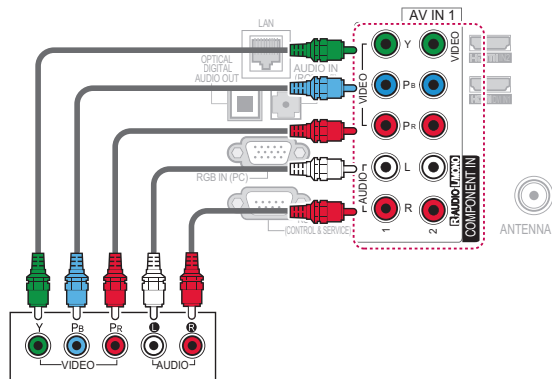 AV IN 1
LAN
OPTICAL
DIGITAL
AUDIO OUT
AUDIO IN
RGB IN (PC)
(CONTROL & SERVICE)
VIDEO
Y
PB
PR
AUDIO
L
R
1
2
VIDEO
L/MONO
R AUDIO
COMPONENT IN
ANTENNA
Y
PB
PR
L
R
VIDEO
AUDIO